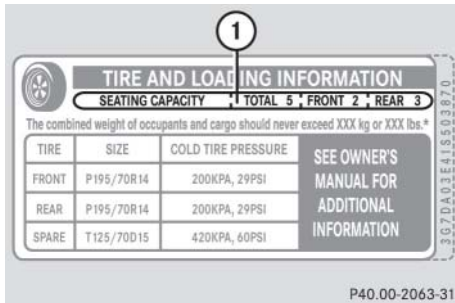 1
TIRE AND LOADING INFORMATION
SEATING CAPACITY TOTAL 5 FRONT 2 REAR 3
The combined weight of occupants and cargo should never exceed XXX kg or XXX lbs.*
TIRE SIZE COLD TIRE PRESSURE SEE OWNER'S MANUAL FOR ADDITIONAL INFORMATION
FRONT P195/70R14 200KPA, 29PSI
REAR P195/70R14 200KPA, 29PSI
SPARE T125/70D15 420KPA, 60PSI
3G7DA03E41S503870
P40.00-2063-31